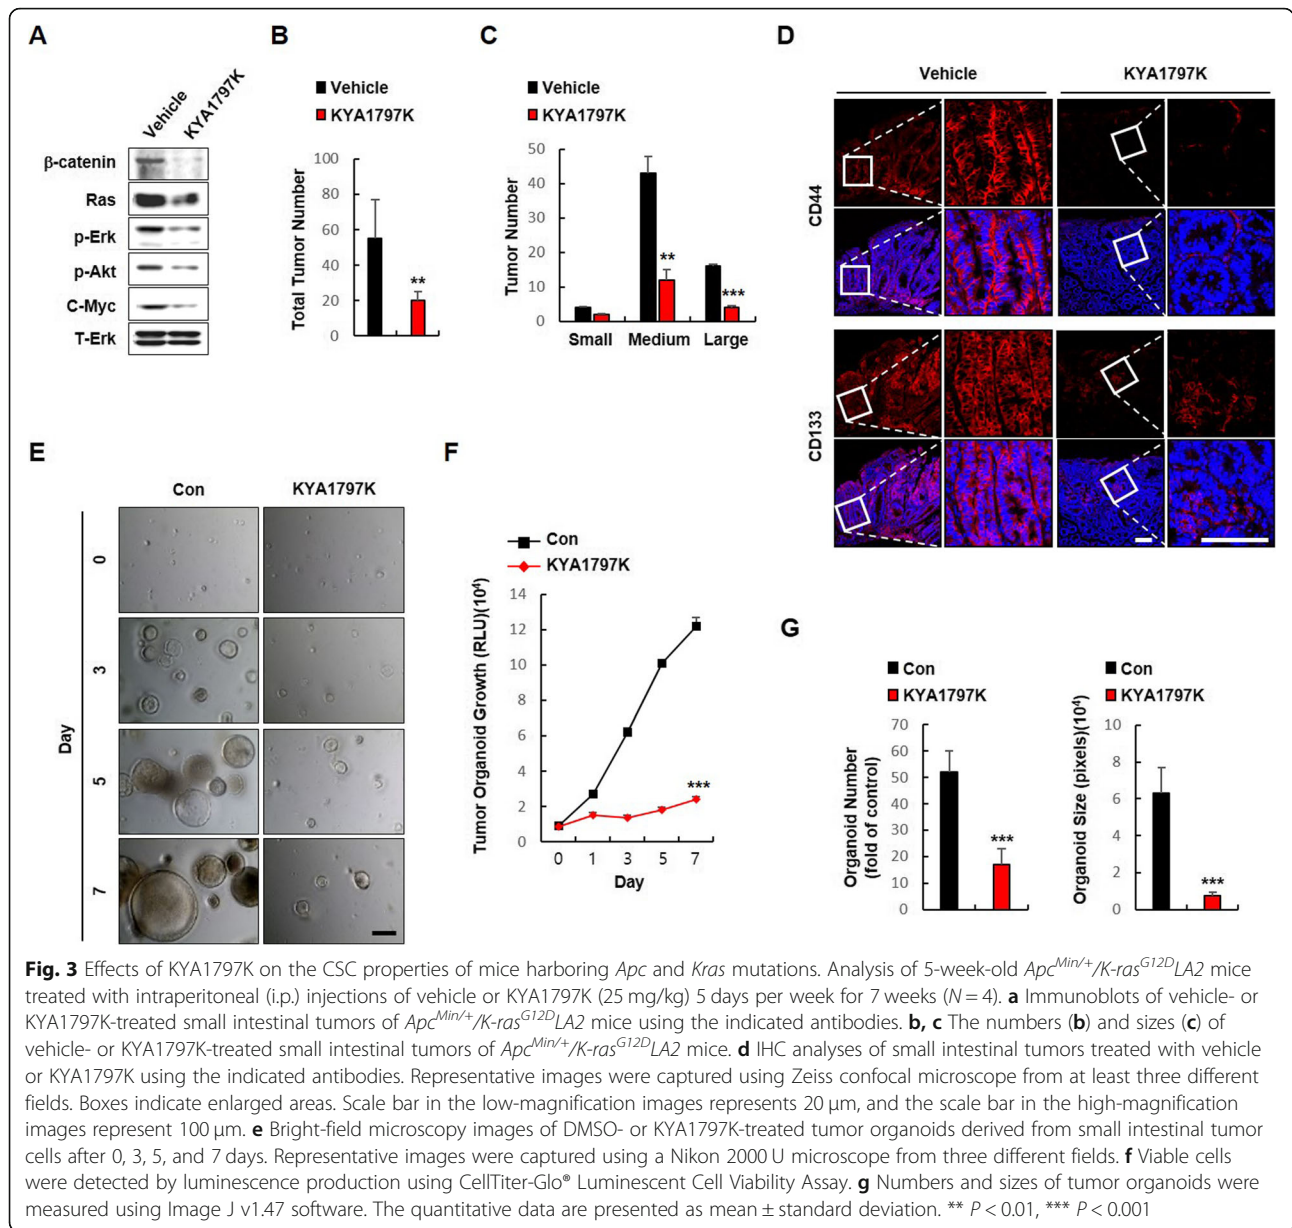 A
Vehicle
KYA1797K
β-catenin
Ras
p-Erk
p-Akt
C-Myc
T-Erk
B
Vehicle
KYA1797K
Total Tumor Number
100
80
60
40
20
0
**
C
Vehicle
KYA1797K
Tumor Number
50
40
30
20
10
0
**
***
Small Medium Large
D
Vehicle KYA1797K
CD44
CD133
E
Con KYA1797K
Day
0
3
5
7
F
Con
KYA1797K
Tumor Organoid Growth (RLU)(10⁴)
14
12
10
8
6
4
2
0
***
0 1 3 5 7
Day
G
Con
KYA1797K
Organoid Number
(fold of control)
70
60
50
40
30
20
10
0
***
Con
KYA1797K
Organoid Size (pixels)(10⁴)
10
8
6
4
2
0
***
Fig. 3 Effects of KYA1797K on the CSC properties of mice harboring Apc and Kras mutations. Analysis of 5-week-old Apc^Min/+/K-ras^G12D LA2 mice
treated with intraperitoneal (i.p.) injections of vehicle or KYA1797K (25 mg/kg) 5 days per week for 7 weeks (N = 4). a Immunoblots of vehicle- or
KYA1797K-treated small intestinal tumors of Apc^Min/+/K-ras^G12D LA2 mice using the indicated antibodies. b, c The numbers (b) and sizes (c) of
vehicle- or KYA1797K-treated small intestinal tumors of Apc^Min/+/K-ras^G12D LA2 mice. d IHC analyses of small intestinal tumors treated with vehicle
or KYA1797K using the indicated antibodies. Representative images were captured using Zeiss confocal microscope from at least three different
fields. Boxes indicate enlarged areas. Scale bar in the low-magnification images represents 20 μm, and the scale bar in the high-magnification
images represent 100 μm. e Bright-field microscopy images of DMSO- or KYA1797K-treated tumor organoids derived from small intestinal tumor
cells after 0, 3, 5, and 7 days. Representative images were captured using a Nikon 2000 U microscope from three different fields. f Viable cells
were detected by luminescence production using CellTiter-Glo® Luminescent Cell Viability Assay. g Numbers and sizes of tumor organoids were
measured using Image J v1.47 software. The quantitative data are presented as mean ± standard deviation. ** P < 0.01, *** P < 0.001